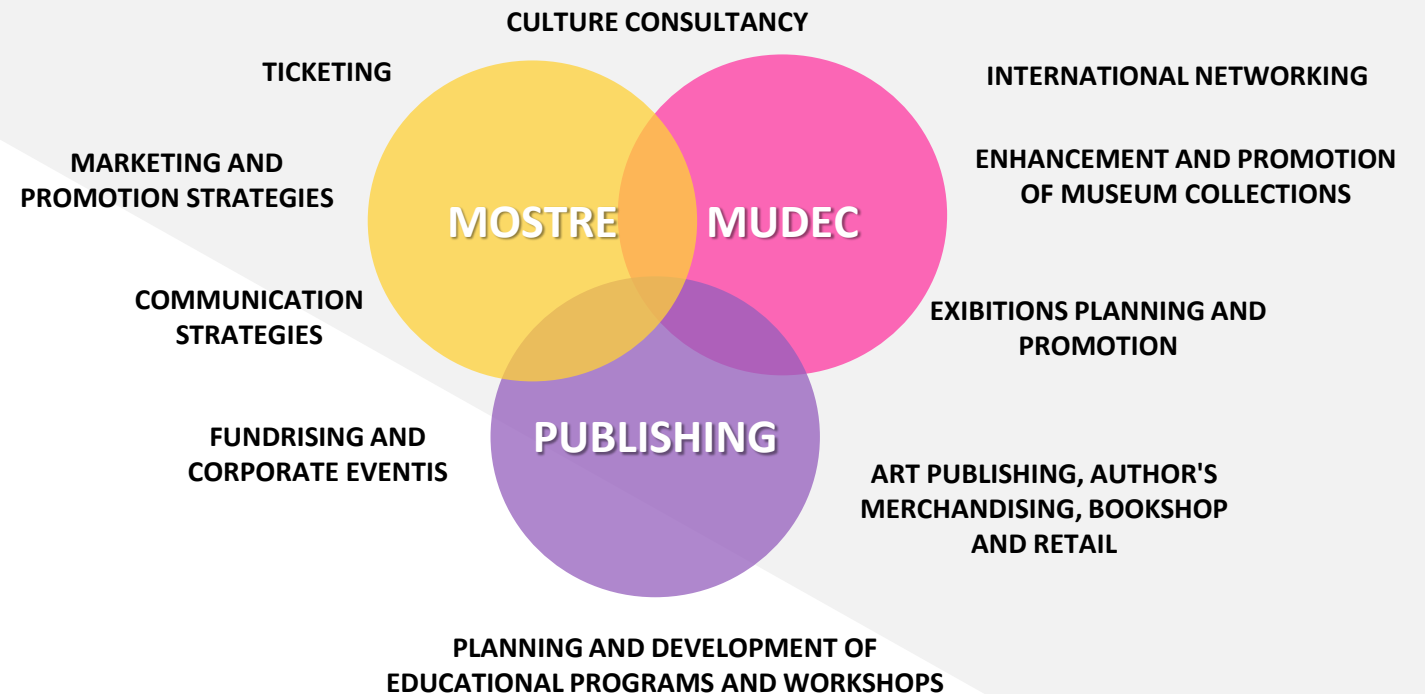 CULTURE CONSULTANCY
TICKETING
INTERNATIONAL NETWORKING
MARKETING AND
PROMOTION STRATEGIES
ENHANCEMENT AND PROMOTION
OF MUSEUM COLLECTIONS
MOSTRE
MUDEC
COMMUNICATION
STRATEGIES
EXIBITIONS PLANNING AND
PROMOTION
FUNDRISING AND
CORPORATE EVENTIS
PUBLISHING
ART PUBLISHING, AUTHOR'S
MERCHANDISING, BOOKSHOP
AND RETAIL
PLANNING AND DEVELOPMENT OF
EDUCATIONAL PROGRAMS AND WORKSHOPS